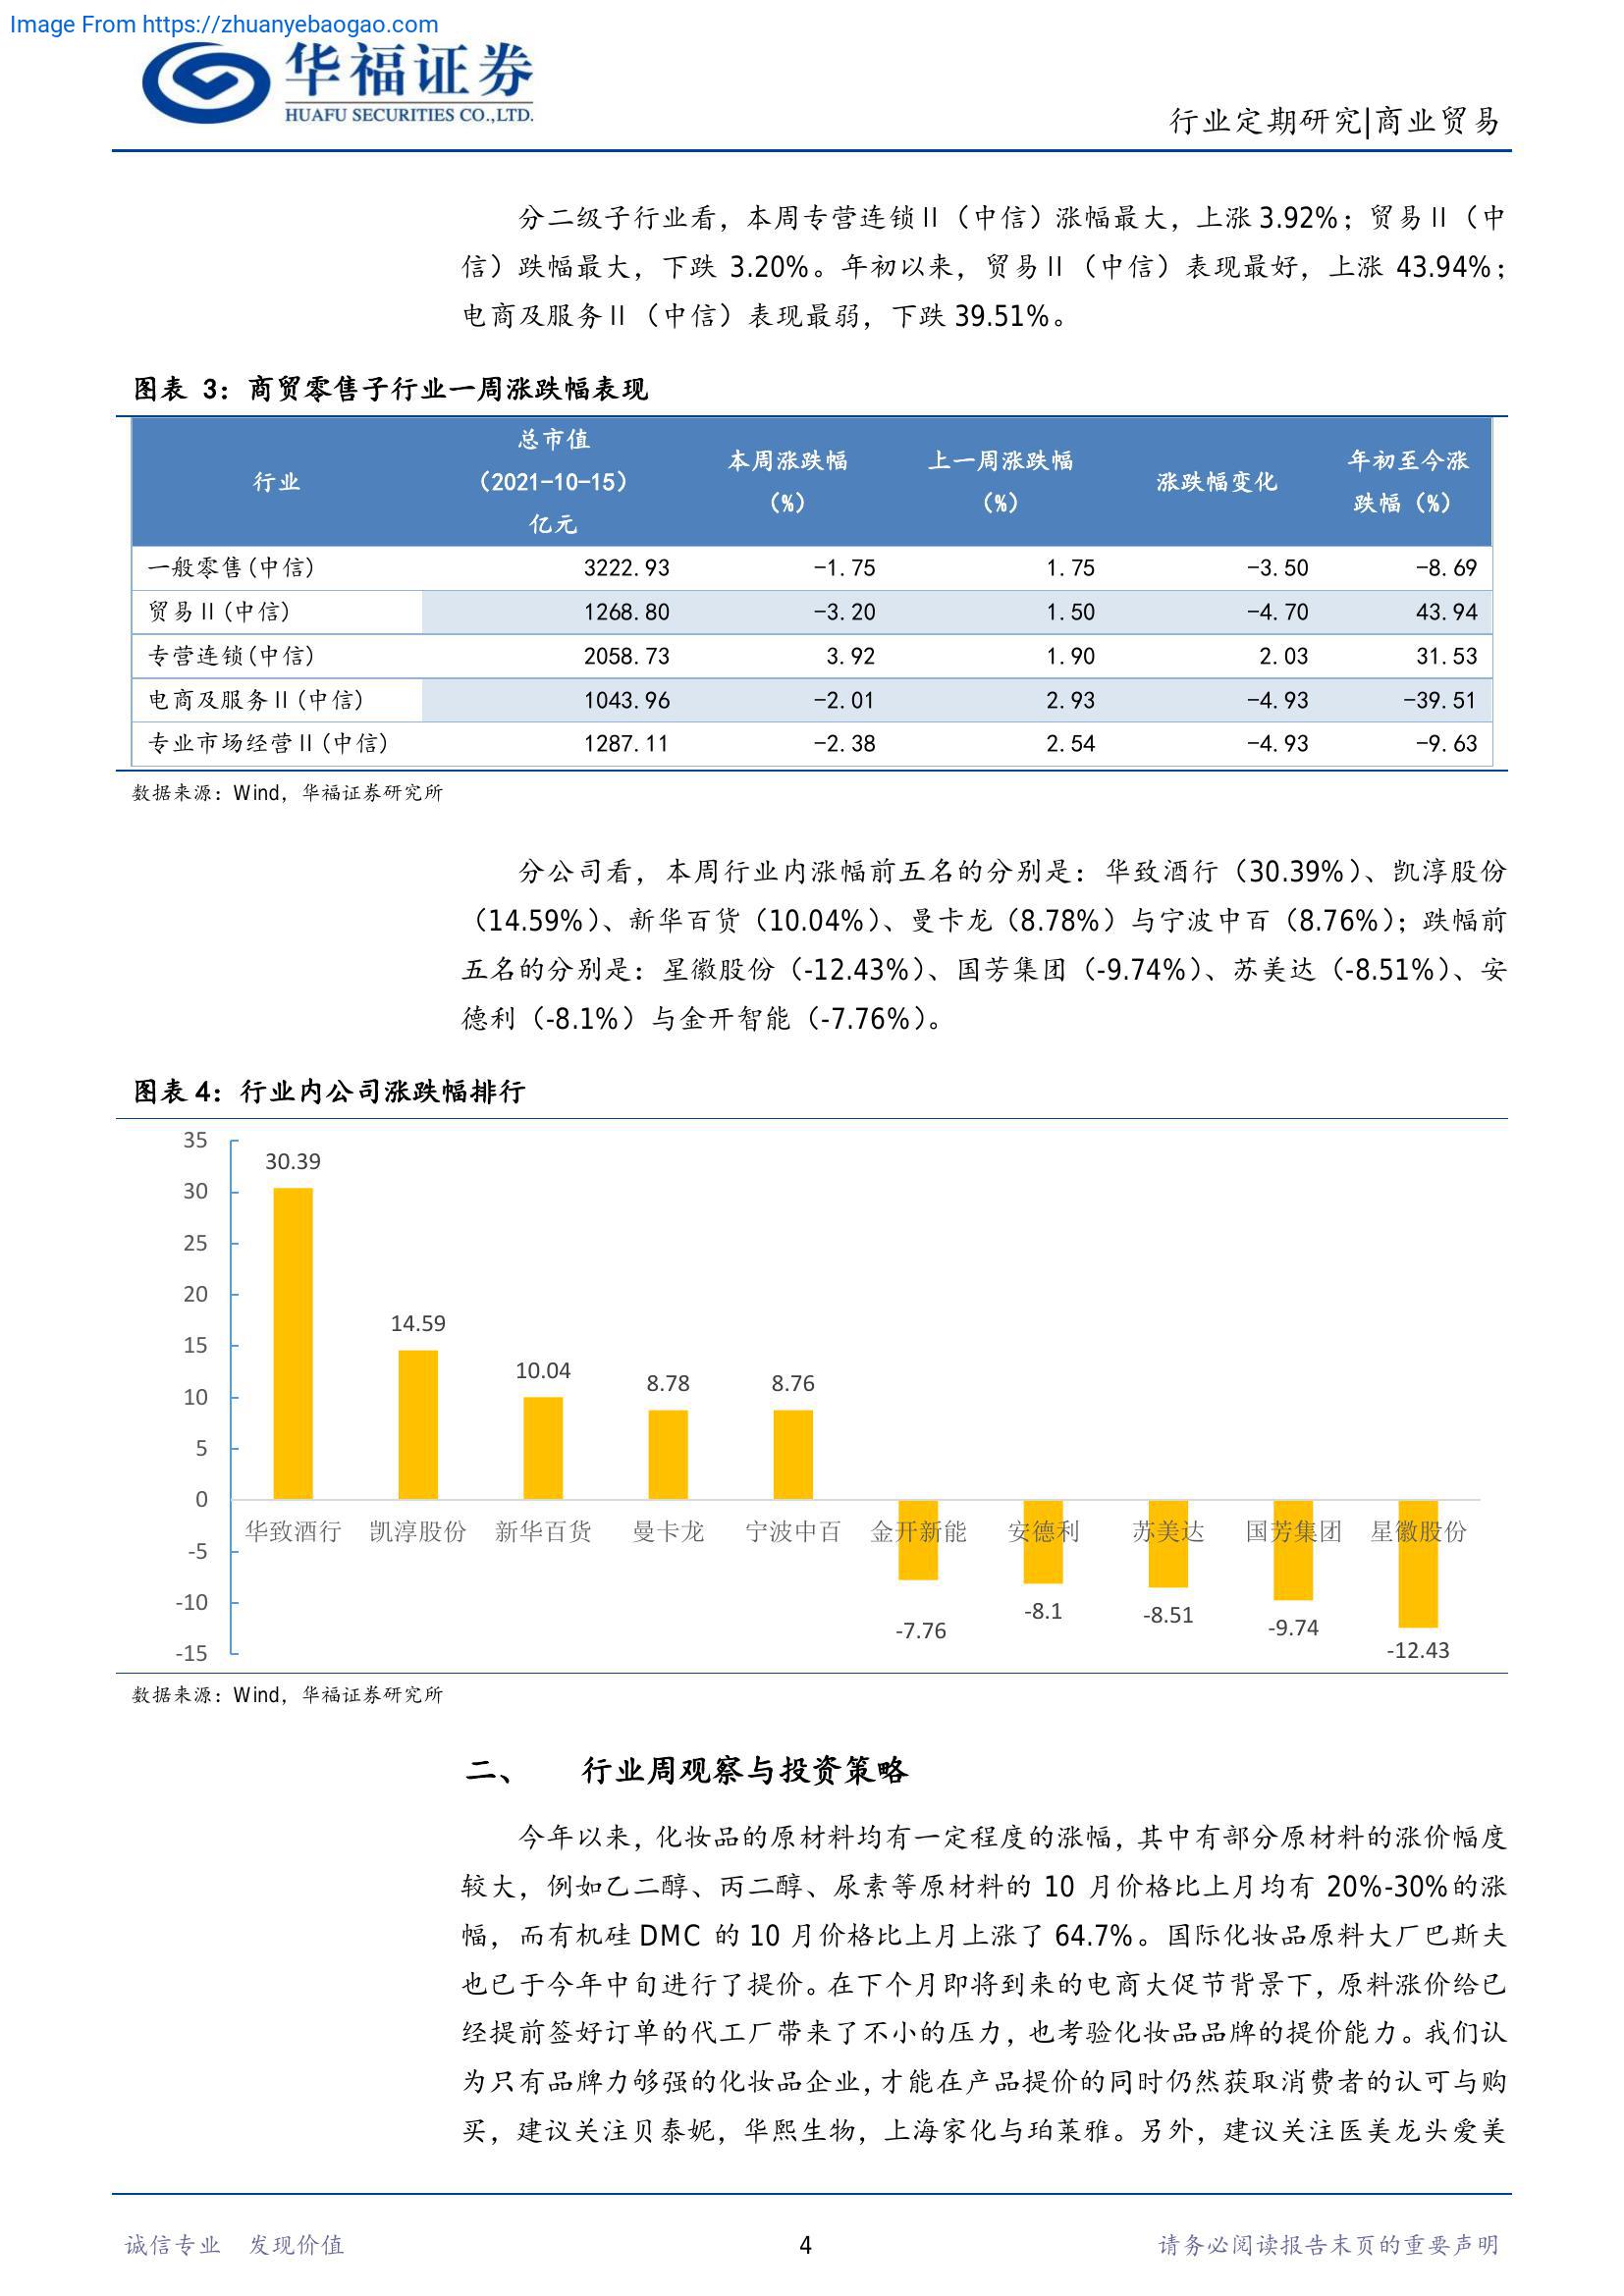 Image From https://zhuanyebaogao.com
华福证券
HUAFU SECURITIES CO.,LTD.
行业定期研究|商业贸易
分二级子行业看，本周专营连锁Ⅱ（中信）涨幅最大，上涨 3.92%；贸易Ⅱ（中
信）跌幅最大，下跌 3.20%。年初以来，贸易Ⅱ（中信）表现最好，上涨 43.94%；
电商及服务Ⅱ（中信）表现最弱，下跌 39.51%。
图表 3：商贸零售子行业一周涨跌幅表现
行业 总市值（2021-10-15）亿元 本周涨跌幅（%） 上一周涨跌幅（%） 涨跌幅变化 年初至今涨跌幅（%）
一般零售(中信) 3222.93 -1.75 1.75 -3.50 -8.69
贸易Ⅱ(中信) 1268.80 -3.20 1.50 -4.70 43.94
专营连锁(中信) 2058.73 3.92 1.90 2.03 31.53
电商及服务Ⅱ(中信) 1043.96 -2.01 2.93 -4.93 -39.51
专业市场经营Ⅱ(中信) 1287.11 -2.38 2.54 -4.93 -9.63
数据来源：Wind，华福证券研究所
分公司看，本周行业内涨幅前五名的分别是：华致酒行（30.39%）、凯淳股份
（14.59%）、新华百货（10.04%）、曼卡龙（8.78%）与宁波中百（8.76%）；跌幅前
五名的分别是：星徽股份（-12.43%）、国芳集团（-9.74%）、苏美达（-8.51%）、安
德利（-8.1%）与金开智能（-7.76%）。
图表 4：行业内公司涨跌幅排行
35
30
25
20
15
10
5
0
-5
-10
-15
30.39
14.59
10.04
8.78
8.76
华致酒行 凯淳股份 新华百货 曼卡龙 宁波中百 金开新能 安德利 苏美达 国芳集团 星徽股份
-7.76
-8.1
-8.51
-9.74
-12.43
数据来源：Wind，华福证券研究所
二、 行业周观察与投资策略
今年以来，化妆品的原材料均有一定程度的涨幅，其中有部分原材料的涨价幅度
较大，例如乙二醇、丙二醇、尿素等原材料的 10 月价格比上月均有 20%-30%的涨
幅，而有机硅 DMC 的 10 月价格比上月上涨了 64.7%。国际化妆品原料大厂巴斯夫
也已于今年中旬进行了提价。在下个月即将到来的电商大促节背景下，原料涨价给已
经提前签好订单的代工厂带来了不小的压力，也考验化妆品品牌的提价能力。我们认
为只有品牌力够强的化妆品企业，才能在产品提价的同时仍然获取消费者的认可与购
买，建议关注贝泰妮，华熙生物，上海家化与珀莱雅。另外，建议关注医美龙头爱美
诚信专业 发现价值
4
请务必阅读报告末页的重要声明